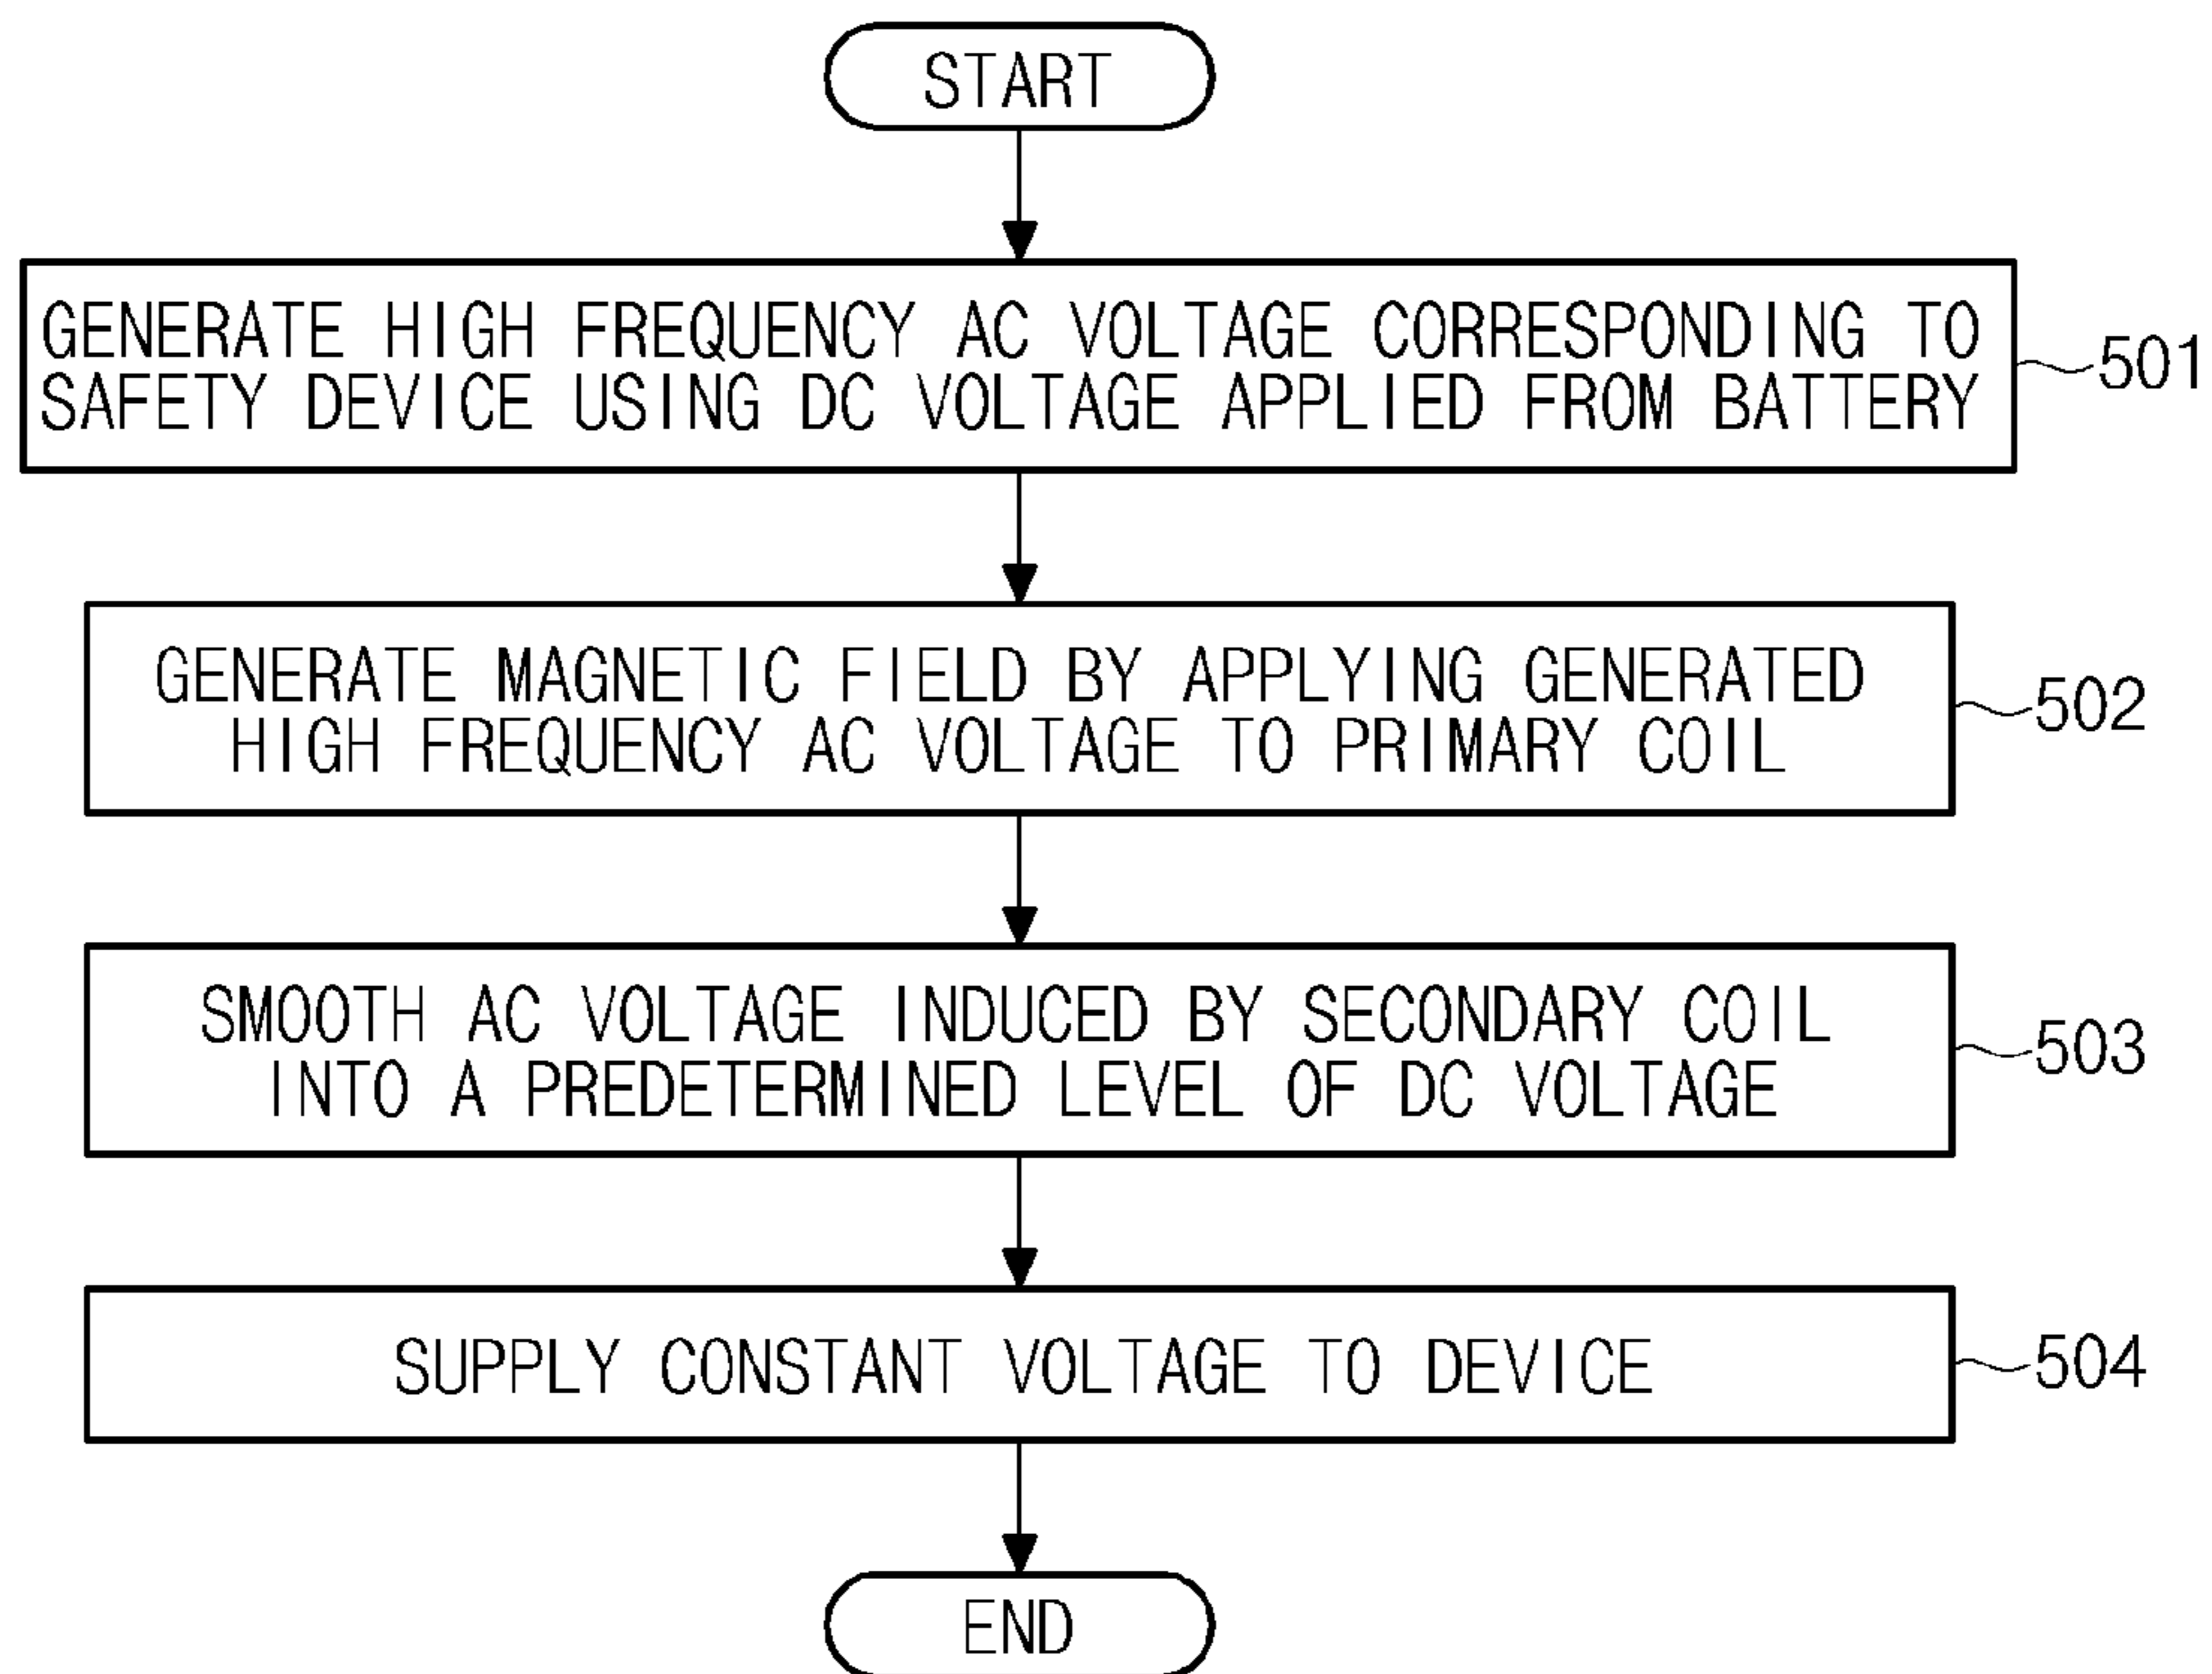 START
GENERATE HIGH FREQUENCY AC VOLTAGE CORRESPONDING TO
SAFETY DEVICE USING DC VOLTAGE APPLIED FROM BATTERY
501
GENERATE MAGNETIC FIELD BY APPLYING GENERATED
HIGH FREQUENCY AC VOLTAGE TO PRIMARY COIL
502
SMOOTH AC VOLTAGE INDUCED BY SECONDARY COIL
INTO A PREDETERMINED LEVEL OF DC VOLTAGE
503
SUPPLY CONSTANT VOLTAGE TO DEVICE
504
END